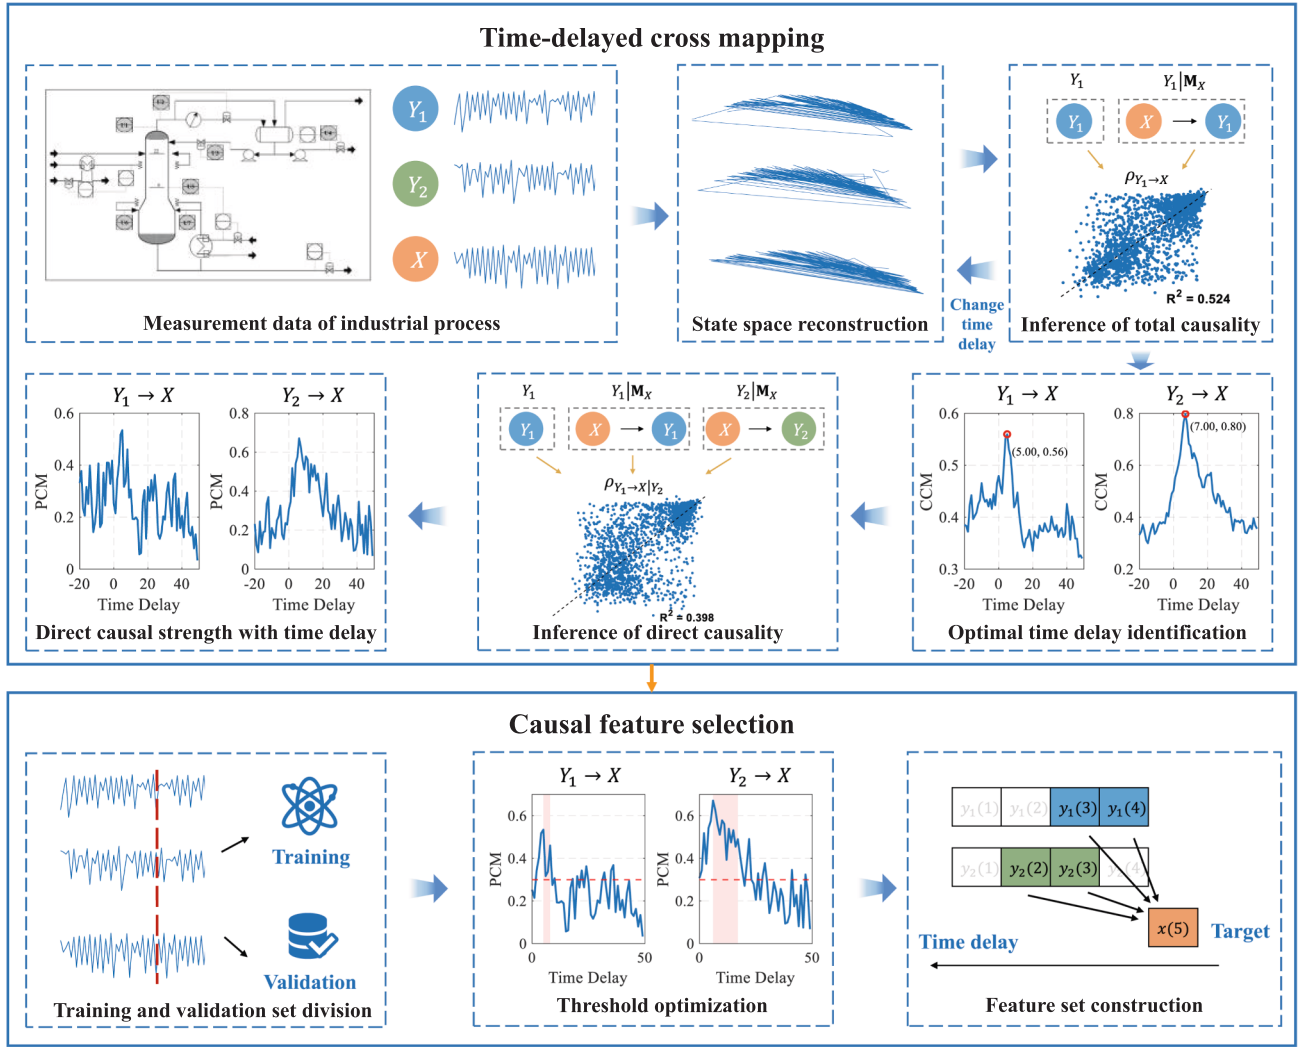 Time-delayed cross mapping
Y₁
Y₂
X
Measurement data of industrial process
State space reconstruction
Change
time
delay
Y₁
Y₁|𝐌_X
Y₁
X
Y₁
ρ_{Y₁→X}
R² = 0.524
Inference of total causality
Y₁ → X
Y₂ → X
0.6
0.4
0.2
0
PCM
-20
0
20
40
Time Delay
0.8
0.6
0.4
0.2
0
PCM
-20
0
20
40
Time Delay
Direct causal strength with time delay
Y₁
Y₁|𝐌_X
Y₂|𝐌_X
Y₁
X
Y₁
X
Y₂
ρ_{Y₁→X|Y₂}
R² = 0.398
Inference of direct causality
Y₁ → X
Y₂ → X
0.6
0.5
0.4
0.3
CCM
(5.00, 0.56)
-20
0
20
40
Time Delay
0.8
0.6
0.4
0.2
CCM
(7.00, 0.80)
-20
0
20
40
Time Delay
Optimal time delay identification
Causal feature selection
Training
Validation
Training and validation set division
Y₁ → X
Y₂ → X
0.6
0.4
0.2
0
PCM
0
50
Time Delay
0.6
0.4
0.2
0
PCM
0
50
Time Delay
Threshold optimization
y₁(1)
y₁(2)
y₁(3)
y₁(4)
y₂(1)
y₂(2)
y₂(3)
y₂(4)
x(5)
Target
Time delay
Feature set construction